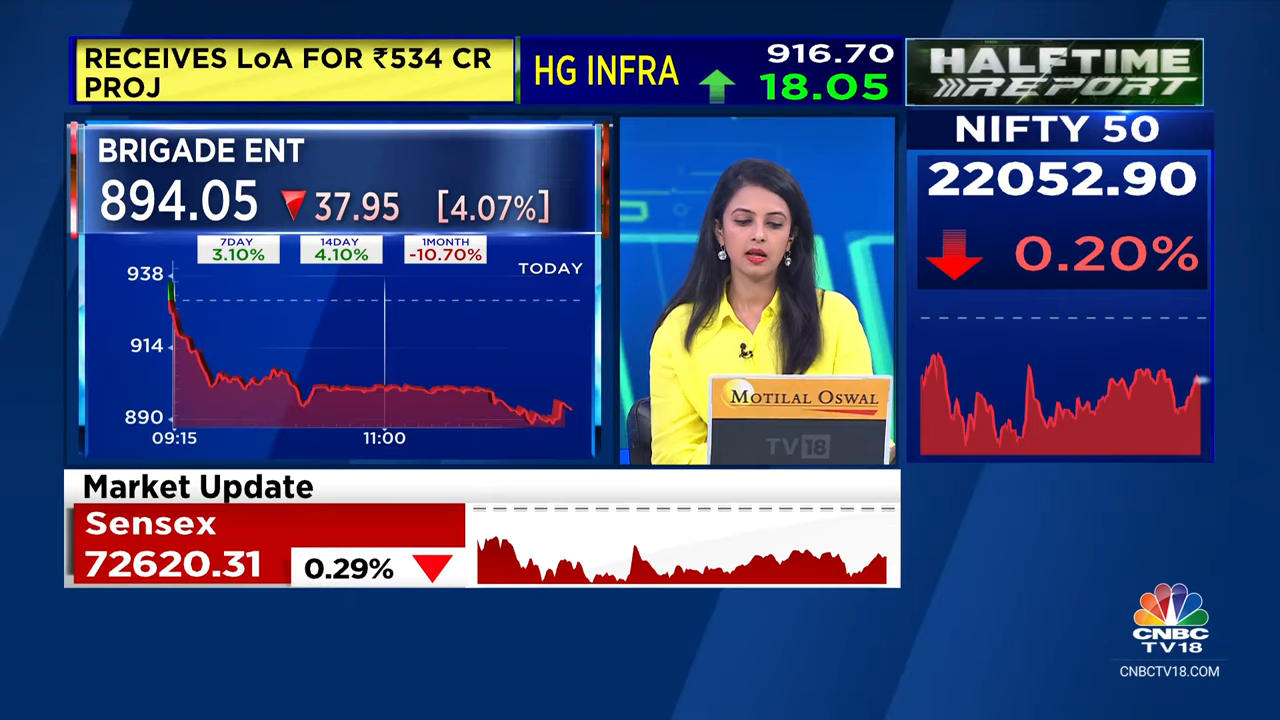 RECEIVES LoA FOR ₹534 CR
PROJ
HG INFRA
916.70
18.05
HALFTIME
REPORT
BRIGADE ENT
894.05 37.95 [4.07%]
7DAY
3.10%
14DAY
4.10%
1MONTH
-10.70%
TODAY
938
914
890
09:15
11:00
MOTILAL OSWAL
TV18
NIFTY 50
22052.90
0.20%
Market Update
Sensex
72620.31
0.29%
CNBC
TV18
CNBCTV18.COM